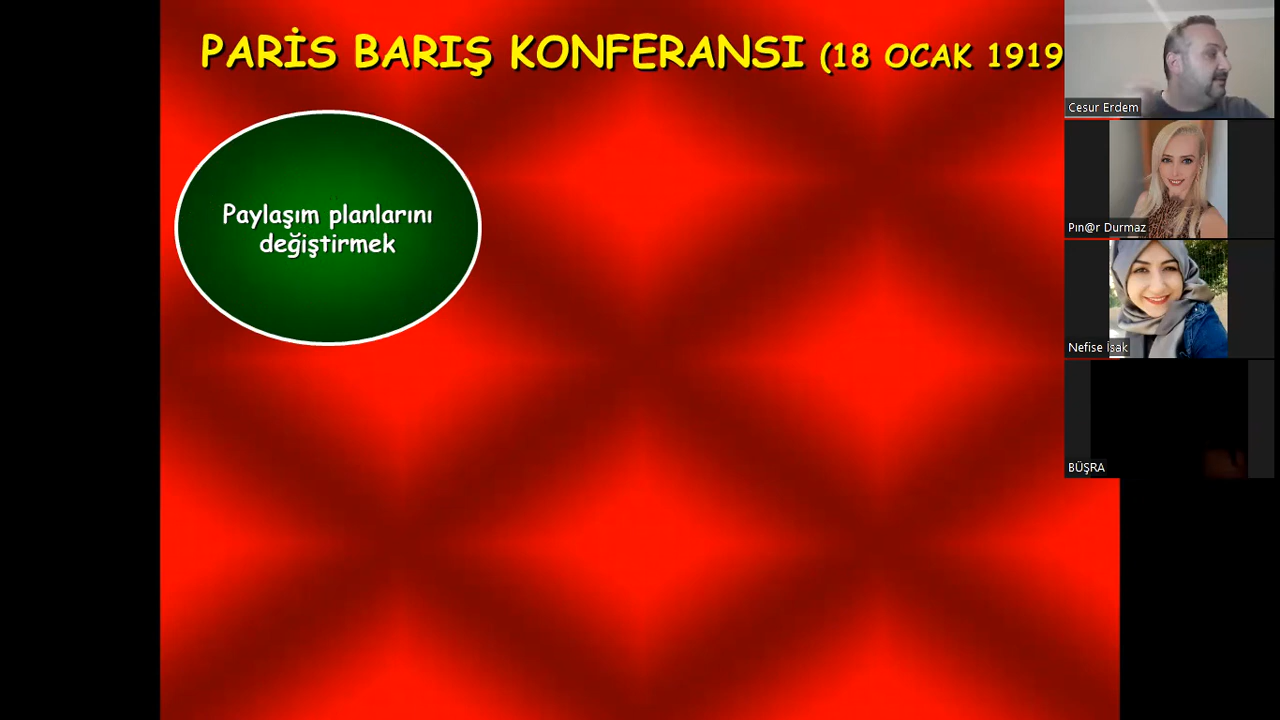 PARİS BARIŞ KONFERANSI (18 OCAK 1919
Paylaşım planlarını
değiştirmek
Cesur Erdem
Pın@r Durmaz
Nefise İsak
BÜŞRA